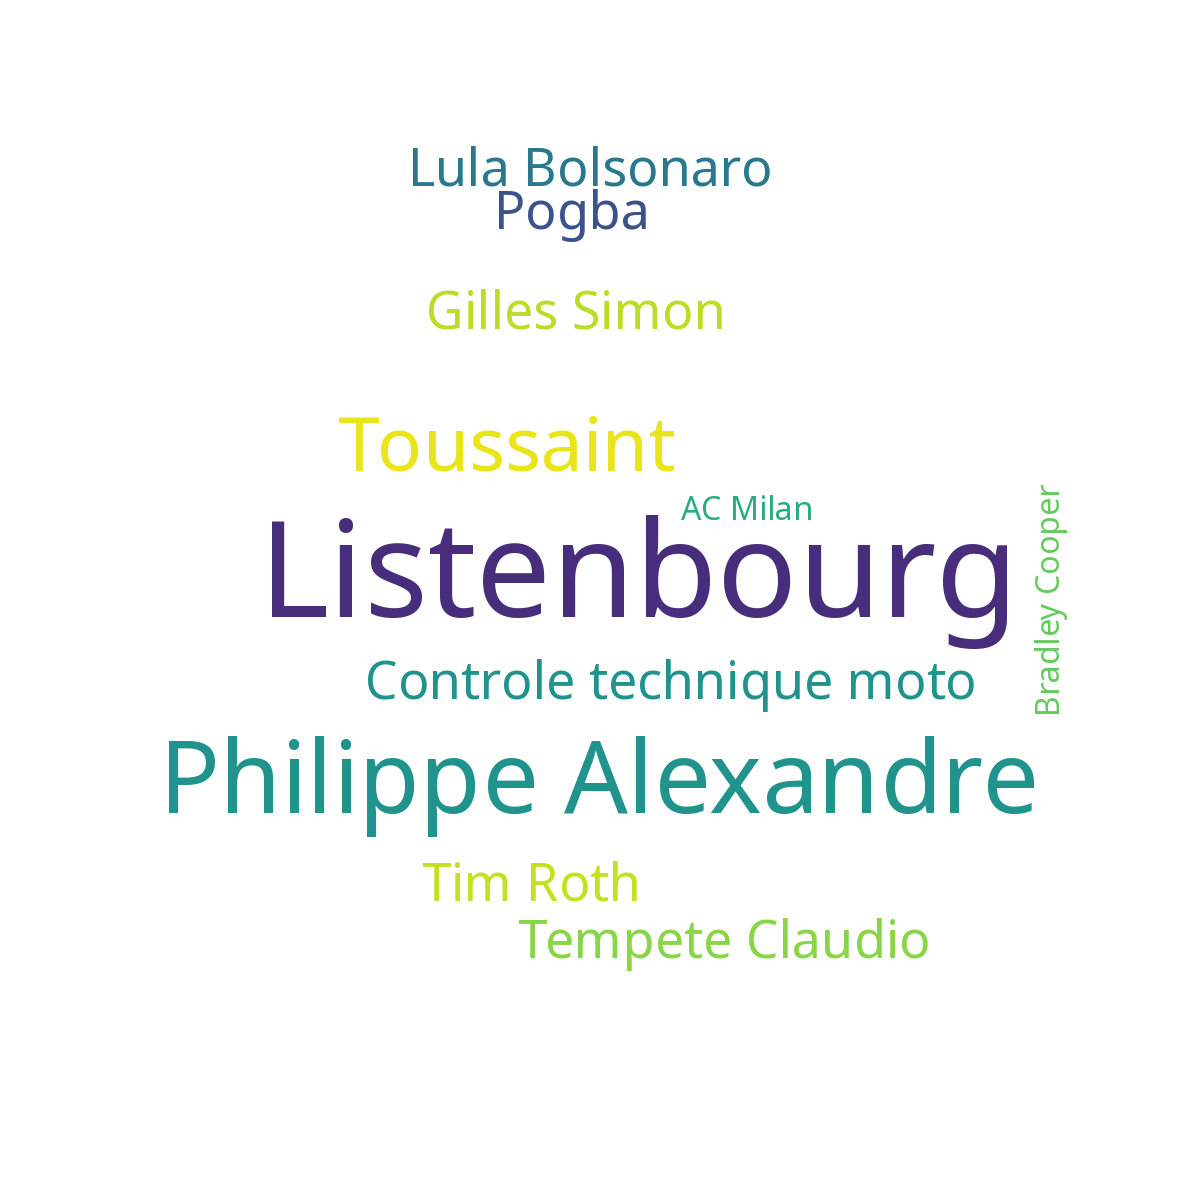 Lula Bolsonaro
Pogba
Gilles Simon
Toussaint
AC Milan
Listenbourg
Bradley Cooper
Controle technique moto
Philippe Alexandre
Tim Roth
Tempete Claudio